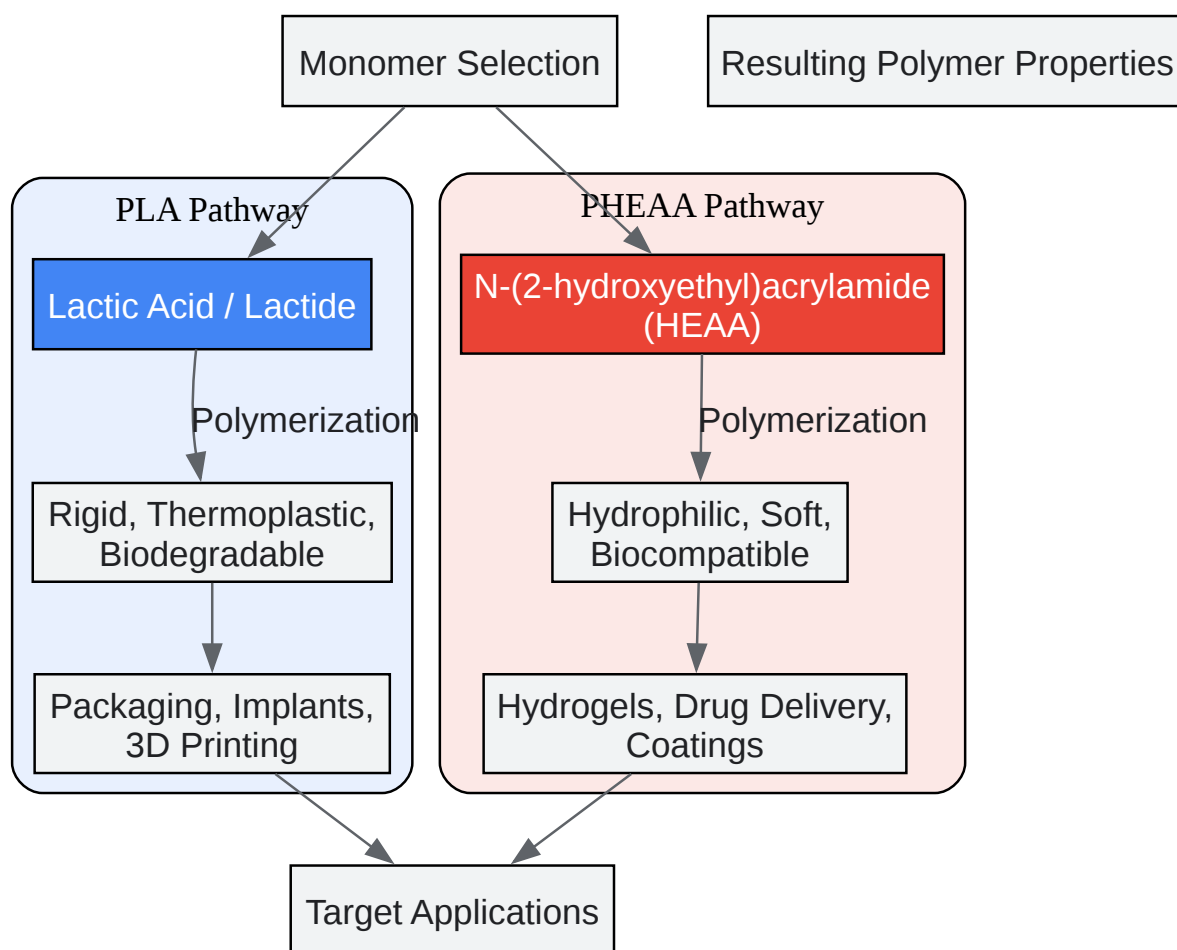 Monomer Selection
Resulting Polymer Properties
PLA Pathway
Lactic Acid / Lactide
Polymerization
Rigid, Thermoplastic,
Biodegradable
Packaging, Implants,
3D Printing
PHEAA Pathway
N-(2-hydroxyethyl)acrylamide
(HEAA)
Polymerization
Hydrophilic, Soft,
Biocompatible
Hydrogels, Drug Delivery,
Coatings
Target Applications